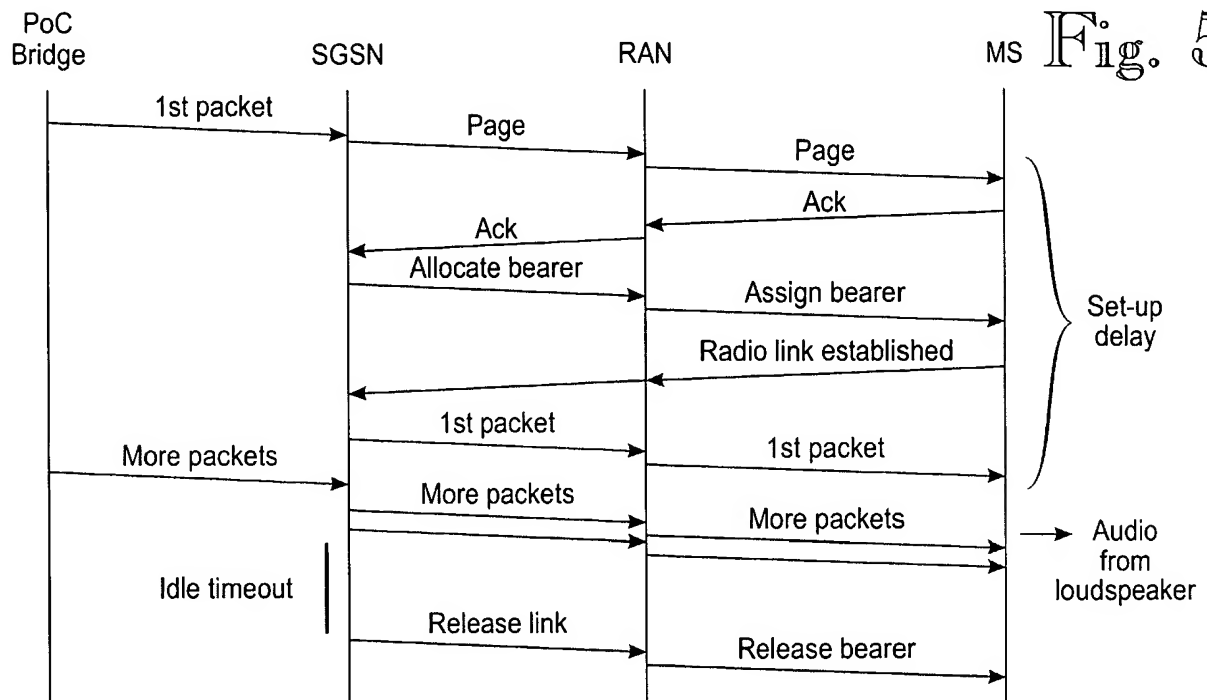 PoC
Bridge
SGSN
RAN
MS
Fig. 5
1st packet
Page
Page
Ack
Ack
Allocate bearer
Assign bearer
Set-up
delay
Radio link established
1st packet
1st packet
More packets
More packets
More packets
Audio
from
loudspeaker
Idle timeout
Release link
Release bearer